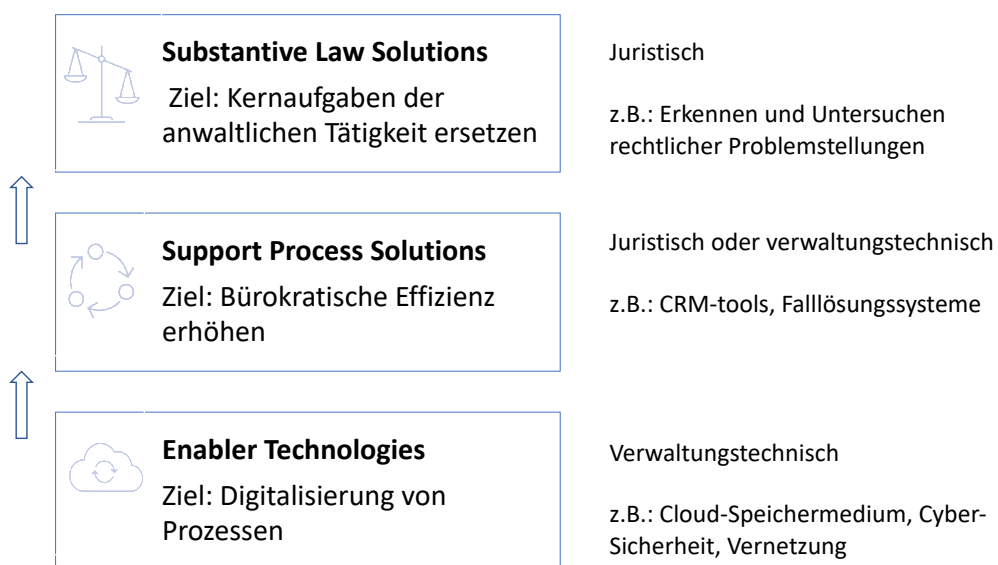 Substantive Law Solutions
Ziel: Kernaufgaben der
anwaltlichen Tätigkeit ersetzen
Juristisch
z.B.: Erkennen und Untersuchen
rechtlicher Problemstellungen
Support Process Solutions
Ziel: Bürokratische Effizienz
erhöhen
Juristisch oder verwaltungstechnisch
z.B.: CRM-tools, Falllösungssysteme
Enabler Technologies
Ziel: Digitalisierung von
Prozessen
Verwaltungstechnisch
z.B.: Cloud-Speichermedium, Cyber-
Sicherheit, Vernetzung